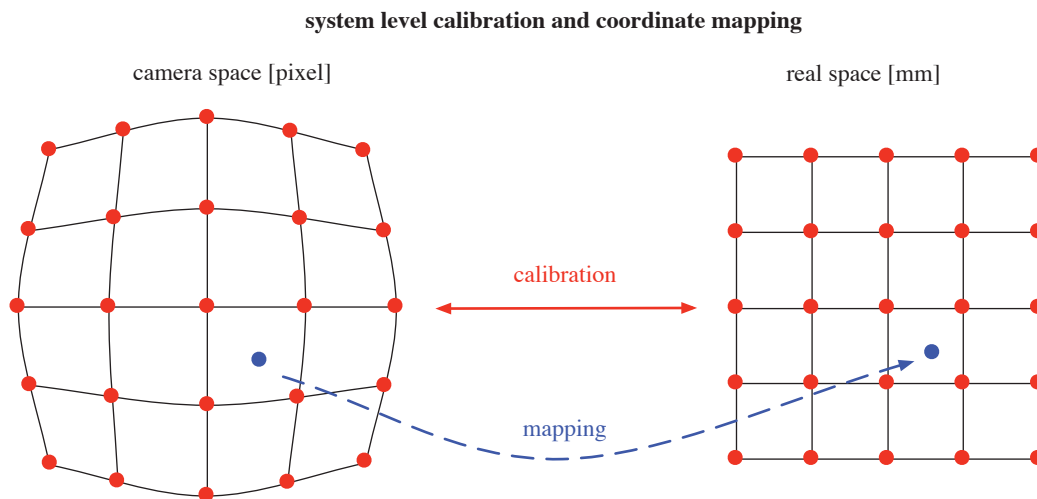 system level calibration and coordinate mapping
camera space [pixel]
real space [mm]
calibration
mapping